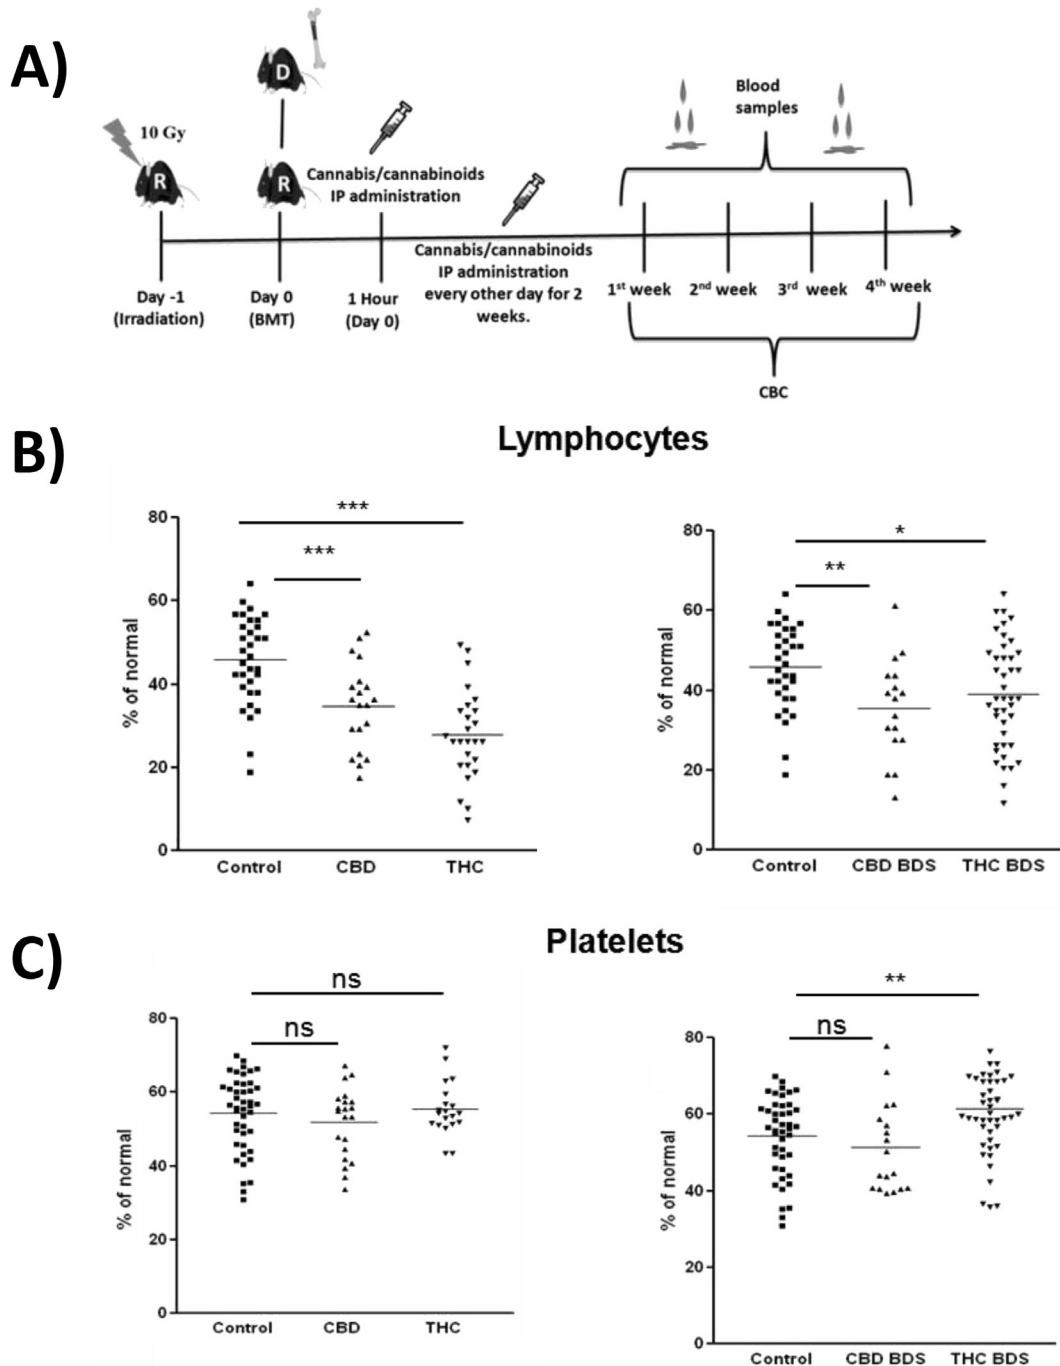 A)
10 Gy
D
R
R
Cannabis/cannabinoids
IP administration
Blood
samples
Cannabis/cannabinoids
IP administration
every other day for 2
weeks.
Day -1
(Irradiation)
Day 0
(BMT)
1 Hour
(Day 0)
1st week
2nd week
3rd week
4th week
CBC
B)
Lymphocytes
% of normal
80
60
40
20
0
***
***
Control
CBD
THC
% of normal
80
60
40
20
0
*
**
Control
CBD BDS
THC BDS
C)
Platelets
% of normal
80
60
40
20
0
ns
ns
Control
CBD
THC
% of normal
80
60
40
20
0
**
ns
Control
CBD BDS
THC BDS